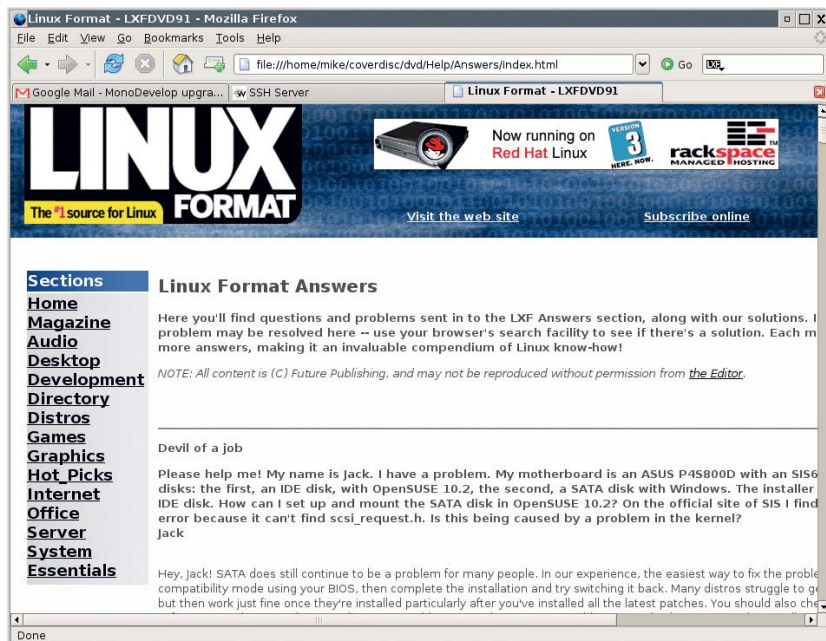 Linux Format - LXFDVD91 - Mozilla Firefox
File Edit View Go Bookmarks Tools Help
file:///home/mike/coverdisc/dvd/Help/Answers/index.html Go LXF
Google Mail - MonoDevelop upgra... SSH Server Linux Format - LXFDVD91
LINUX
FORMAT
The #1 source for Linux
Now running on
Red Hat Linux
VERSION
3
HERE. NOW.
rackspace
MANAGED HOSTING
Visit the web site Subscribe online
Sections
Home
Magazine
Audio
Desktop
Development
Directory
Distros
Games
Graphics
Hot_Picks
Internet
Office
Server
System
Essentials
Linux Format Answers
Here you'll find questions and problems sent in to the LXF Answers section, along with our solutions.
problem may be resolved here -- use your browser's search facility to see if there's a solution. Each
more answers, making it an invaluable compendium of Linux know-how!
NOTE: All content is (C) Future Publishing, and may not be reproduced without permission from the Editor.
Devil of a job
Please help me! My name is Jack. I have a problem. My motherboard is an ASUS P4S800D with an
disks: the first, an IDE disk, with OpenSUSE 10.2, the second, a SATA disk with Windows. The installer
IDE disk. How can I set up and mount the SATA disk in OpenSUSE 10.2? On the official site of SIS I find
error because it can't find scsi_request.h. Is this being caused by a problem in the kernel?
Jack
Hey, Jack! SATA does still continue to be a problem for many people. In our experience, the easiest way to fix the
compatibility mode using your BIOS, then complete the installation and try switching it back. Many distros struggle to
but then work just fine once they're installed particularly after you've installed all the latest patches. You should also
Done